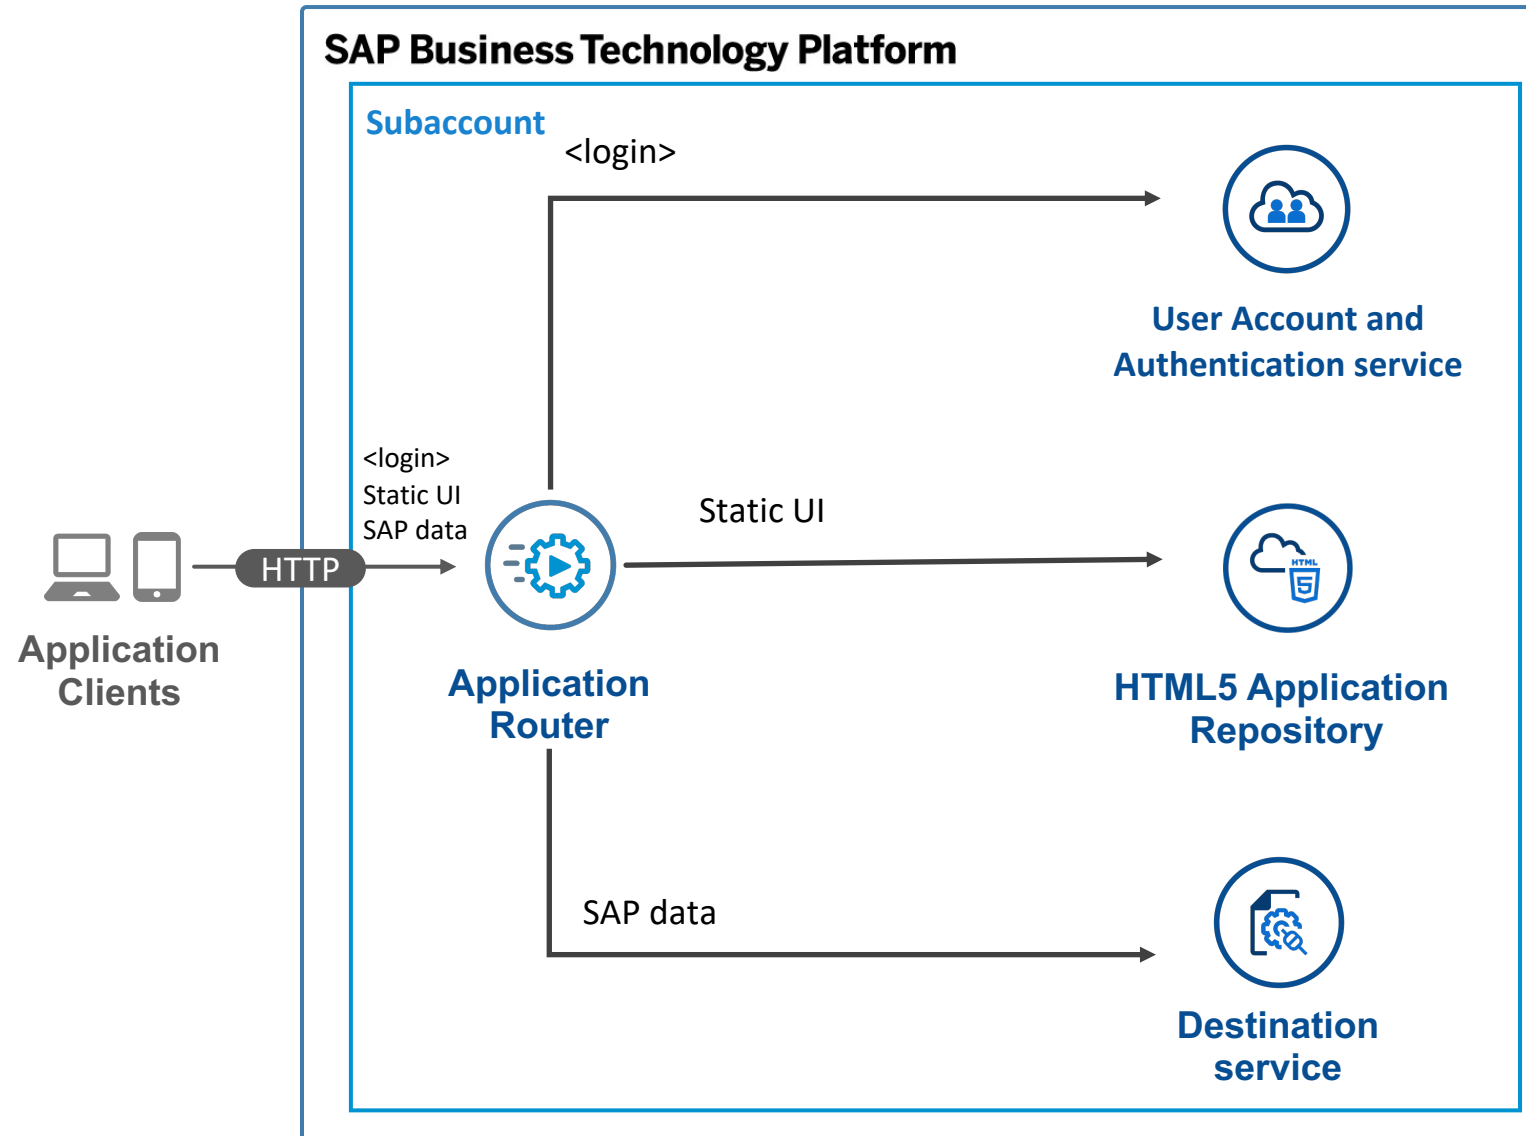 SAP Business Technology Platform
Subaccount
<login>
User Account and
Authentication service
<login>
Static UI
SAP data
Static UI
HTTP
HTML
5
Application
Clients
Application
Router
HTML5 Application
Repository
SAP data
Destination
service